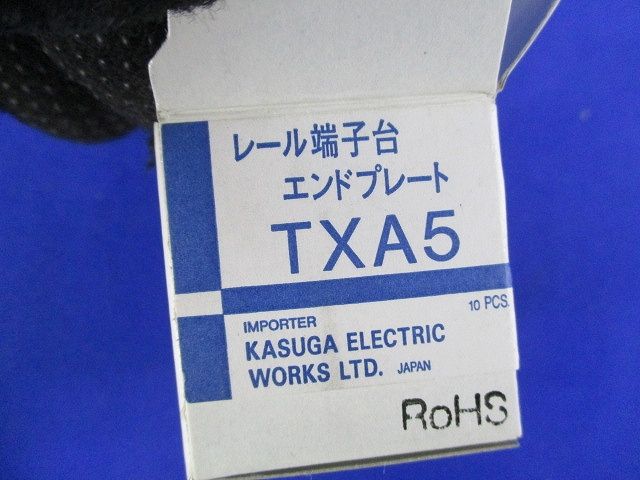 レール端子台
エンドプレート
TXA5
10 PCS.
IMPORTER
KASUGA ELECTRIC
WORKS LTD. JAPAN
RoHS